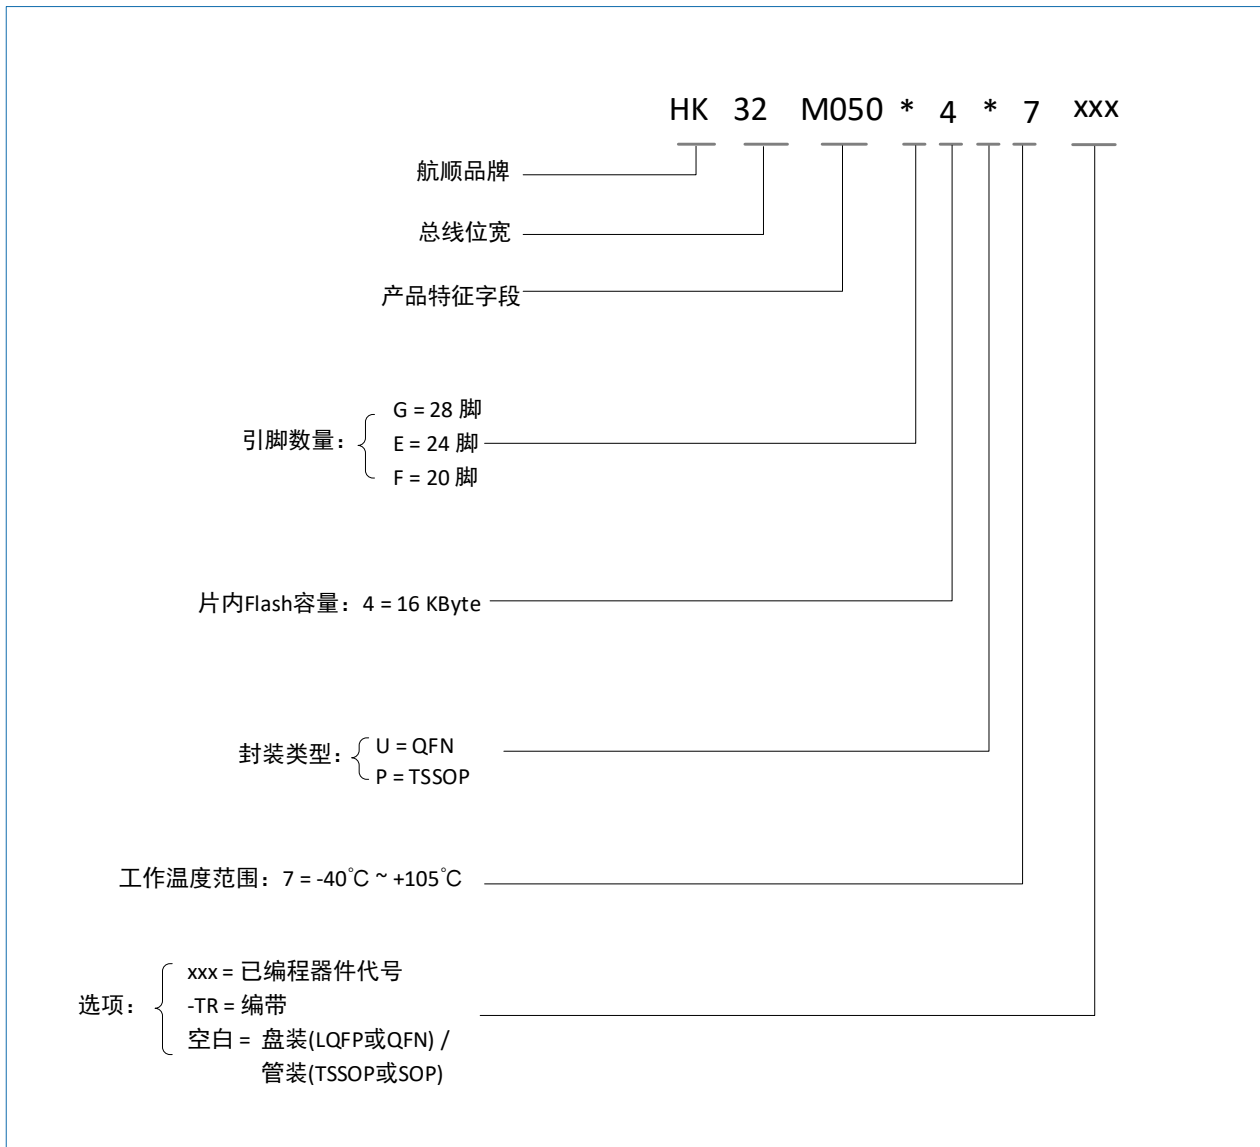 HK 32 M050 * 4 * 7 xxx
航顺品牌
总线位宽
产品特征字段
G = 28 脚
引脚数量：
E = 24 脚
F = 20 脚
片内Flash容量：4 = 16 KByte
封装类型：
U = QFN
P = TSSOP
工作温度范围：7 = -40℃ ~ +105℃
xxx = 已编程器件代号
选项：
-TR = 编带
空白 = 盘装(LQFP或QFN) /
管装(TSSOP或SOP)